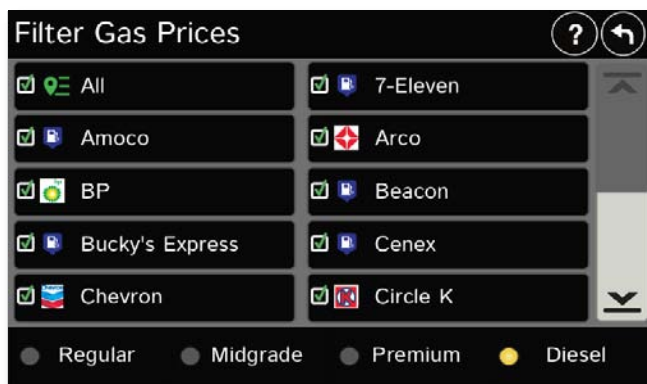 Filter Gas Prices ?
All 7-Eleven
Amoco Arco
BP Beacon
Bucky's Express Cenex
Chevron Circle K
Regular Midgrade Premium Diesel